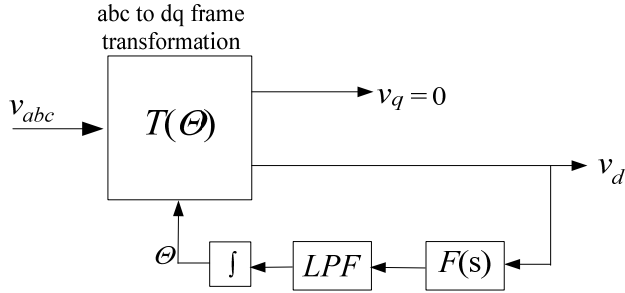 abc to dq frame
transformation
v_abc
T(Θ)
v_q = 0
v_d
Θ
∫
LPF
F(s)